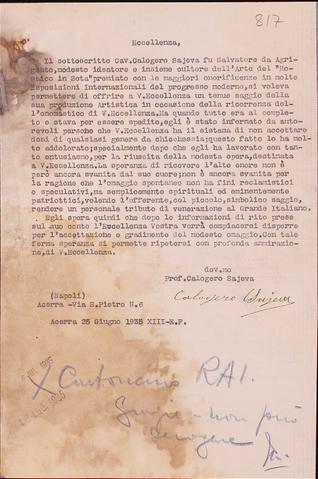 817
Eccellenza,
Il sottoscritto Cav.Calogero Sajeva fu Salvatore da Agri-
gento,modesto ideatore e insieme cultore dell'Arte del "Mo-
saico in Seta"premiato con le maggiori onorificenze in molte
Esposizioni Internazionali del progresso moderno,si voleva
permettere di offrire a V.Eccellenza un tenue saggio della
sua produzione Artistica in occasione della ricorrenza del-
l'onomastico di V.Eccellenza.Ma quando tutto era al comple-
to e stava per essere spedito,egli è stato informato da auto-
revoli persone che V.Eccellenza ha il sistema di non accettare
doni di qualsiasi genere da chicchessia;questo fatto lo ha mol-
to addolorato;specialmente dopo che egli ha lavorato con tan-
to entusiasmo,per la riuscita della modesta opera,destinata
a V.Eccellenza.La speranza di ricevere l'alto onore non è
però ancora svanita dal suo cuore;non è ancora svanita per
la ragione che l'omaggio spontaneo non ha fini reclamistici
o speculativi,ma semplicemente spirituali ed eminentemente
patriottici,volendo l'offerente,col piccolo,simbolico saggio,
rendere un personale tributo di venerazione al Grande Italiano.
Egli spera quindi che dopo le informazioni di rito prese
sul suo conto l'Eccellenza Vostra vorrà compiacersi disporre
per l'accettazione e gradimento del modesto omaggio.Con tale
ferma speranza si permette ripetersi con profonda ammirazio-
ne,di V.Eccellenza.
dev.mo
Prof.Calogero Sajeva
Calogero Sajeva
(Napoli)
Acerra -Via S.Pietro N.6
Acerra 25 Giugno 1935 XIII-E.F.
1935
X Cartoncino RAI.
Grazie - non può
derogare